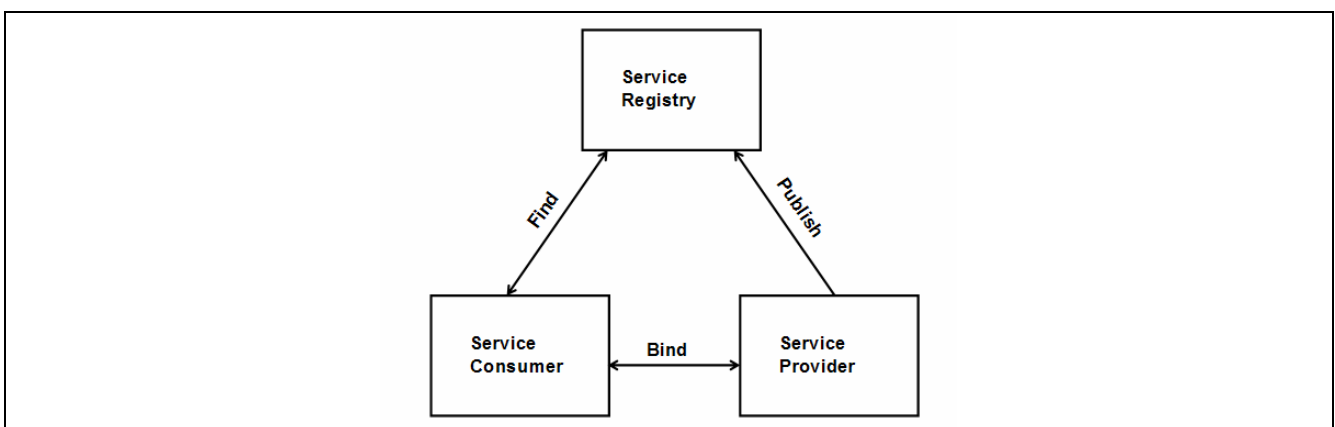 Service
Registry
Find
Publish
Service
Consumer
Bind
Service
Provider